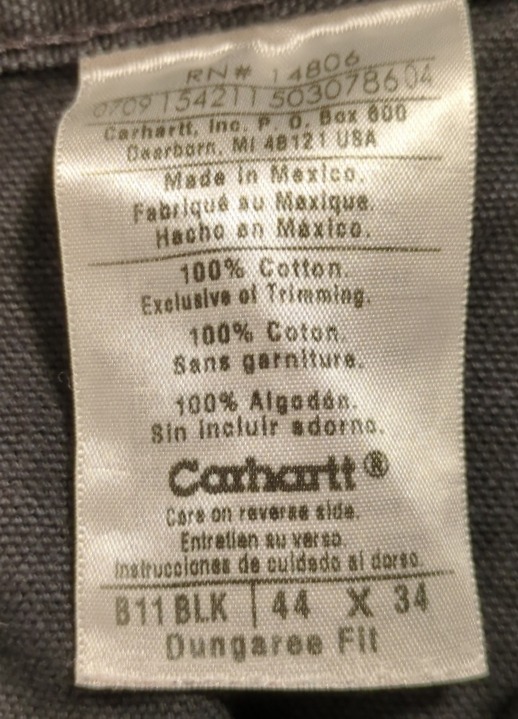 RN# 14806
0709 154211 503078604
Carhartt, Inc. P. O. Box 600
Dearborn, MI 48121 USA
Made in Mexico.
Fabriqué au Mexique.
Hecho en México.
100% Cotton.
Exclusive of Trimming.
100% Coton.
Sans garniture.
100% Algodón.
Sin incluir adorno.
Carhartt®
Care on reverse side.
Entretien au verso.
Instrucciones de cuidado al dorso.
B11 BLK | 44 X 34
Dungaree Fit